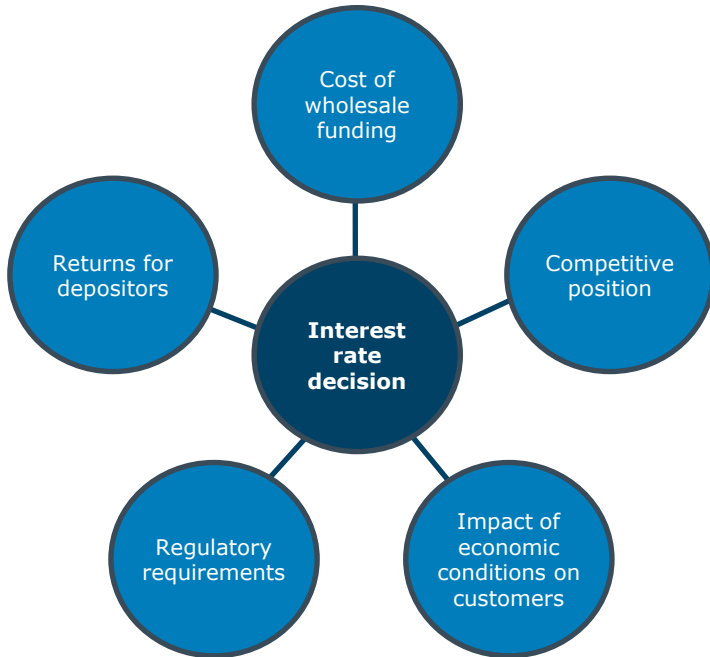 Cost of
wholesale
funding
Returns for
depositors
Competitive
position
Interest
rate
decision
Regulatory
requirements
Impact of
economic
conditions on
customers